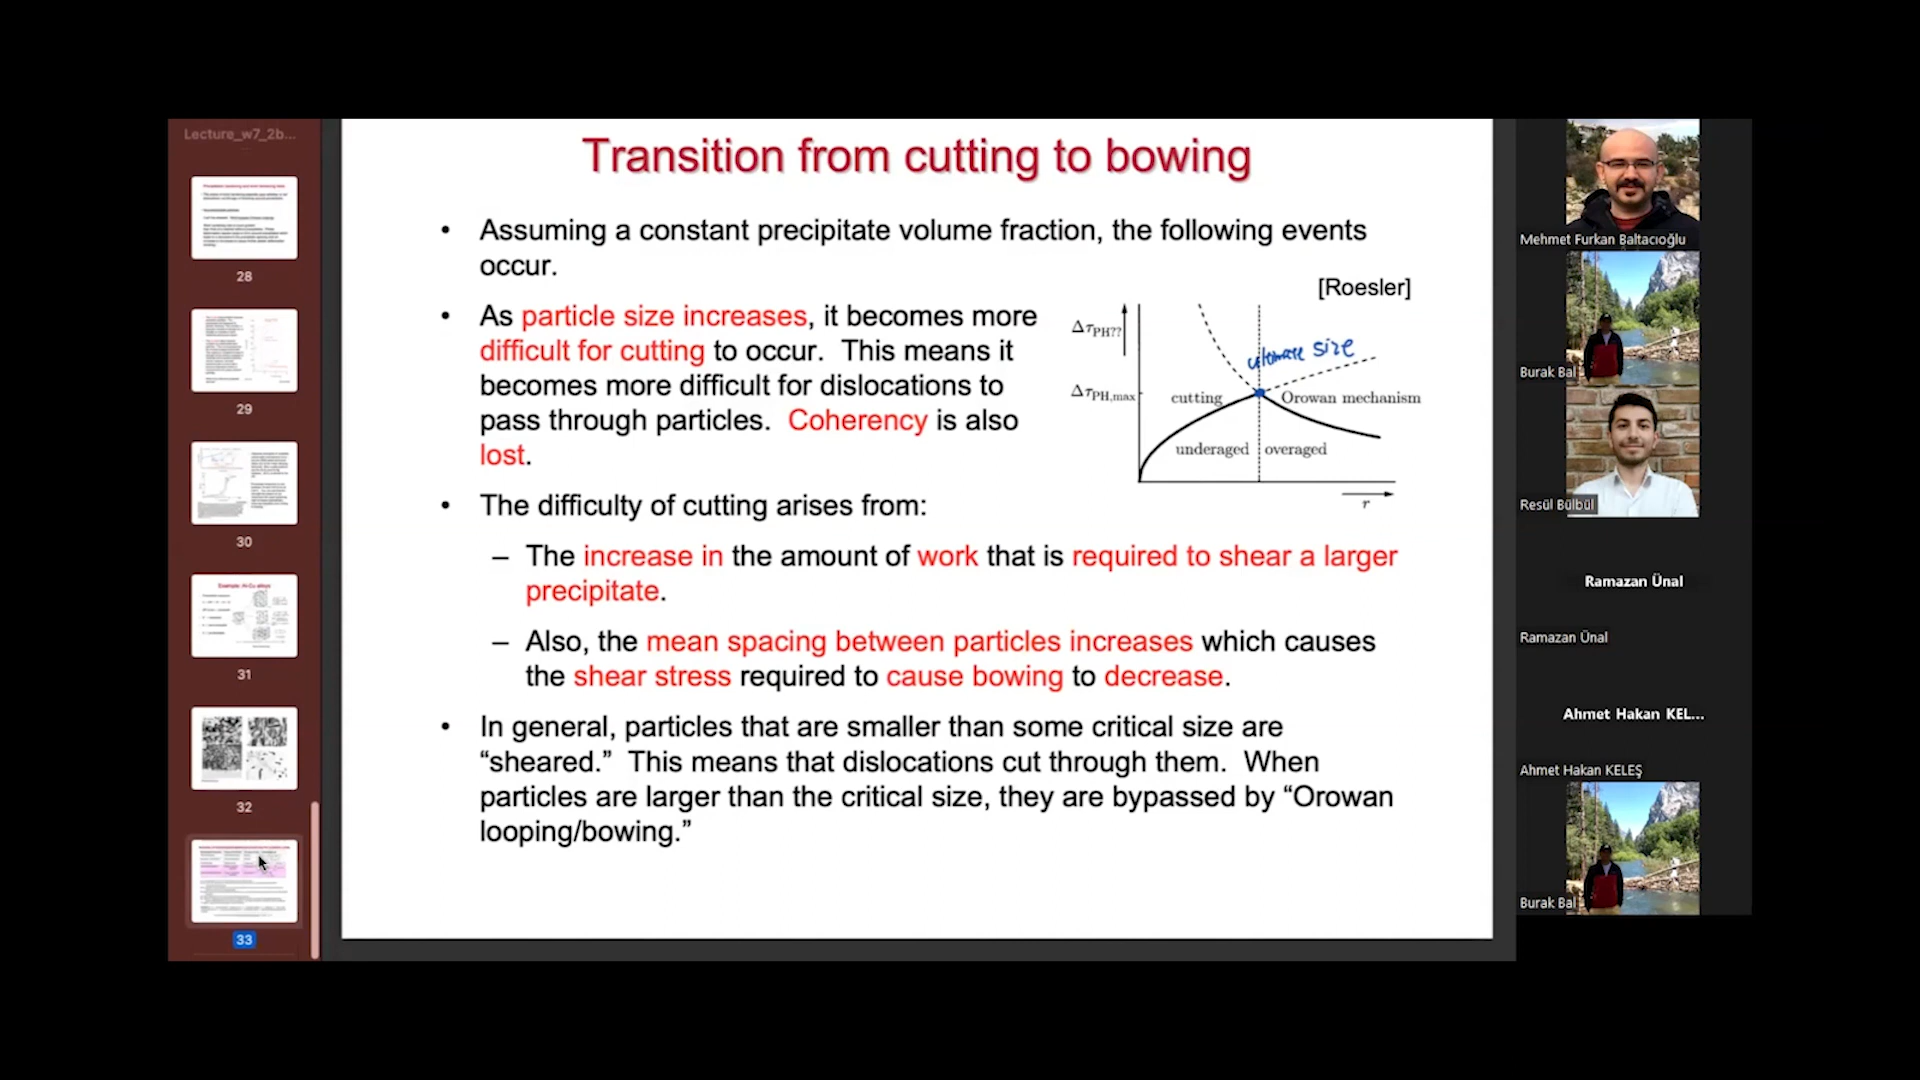 Lecture_w7_2b...
28
29
30
Example: Al-Cu alloys
31
32
33
Transition from cutting to bowing
• Assuming a constant precipitate volume fraction, the following events
occur.
• As particle size increases, it becomes more
difficult for cutting to occur. This means it
becomes more difficult for dislocations to
pass through particles. Coherency is also
lost.
[Roesler]
ΔτPH??
ultimate size
ΔτPH,max
cutting
Orowan mechanism
underaged
overaged
r
• The difficulty of cutting arises from:
– The increase in the amount of work that is required to shear a larger
precipitate.
– Also, the mean spacing between particles increases which causes
the shear stress required to cause bowing to decrease.
• In general, particles that are smaller than some critical size are
“sheared.” This means that dislocations cut through them. When
particles are larger than the critical size, they are bypassed by “Orowan
looping/bowing.”
Mehmet Furkan Baltacıoğlu
Burak Bal
Resül Bülbül
Ramazan Ünal
Ramazan Ünal
Ahmet Hakan KEL...
Ahmet Hakan KELEŞ
Burak Bal